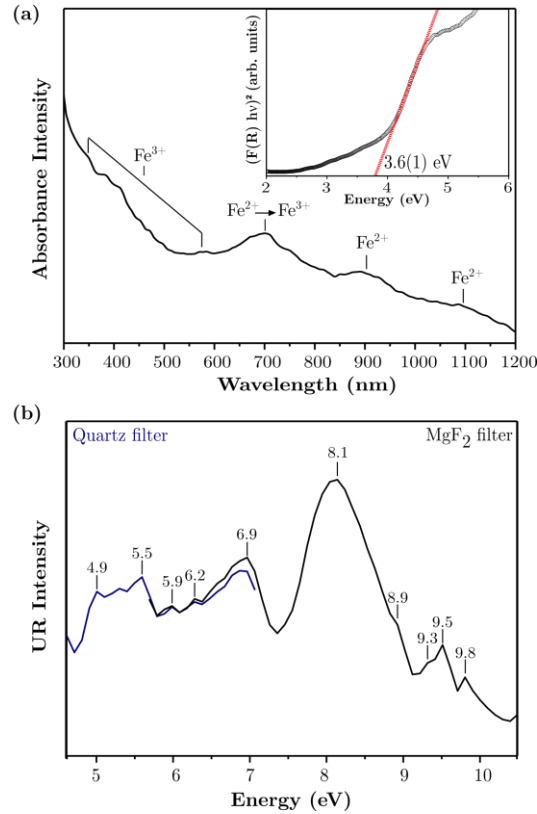 (a)
Absorbance Intensity
Fe³⁺
Fe²⁺→Fe³⁺
Fe²⁺
Fe²⁺
300 400 500 600 700 800 900 1000 1100 1200
Wavelength (nm)
(F(R) hν)² (arb. units)
3.6(1) eV
2 3 4 5 6
Energy (eV)
(b)
Quartz filter
MgF₂ filter
UR Intensity
4.9
5.5
5.9
6.2
6.9
8.1
8.9
9.3
9.5
9.8
5 6 7 8 9 10
Energy (eV)